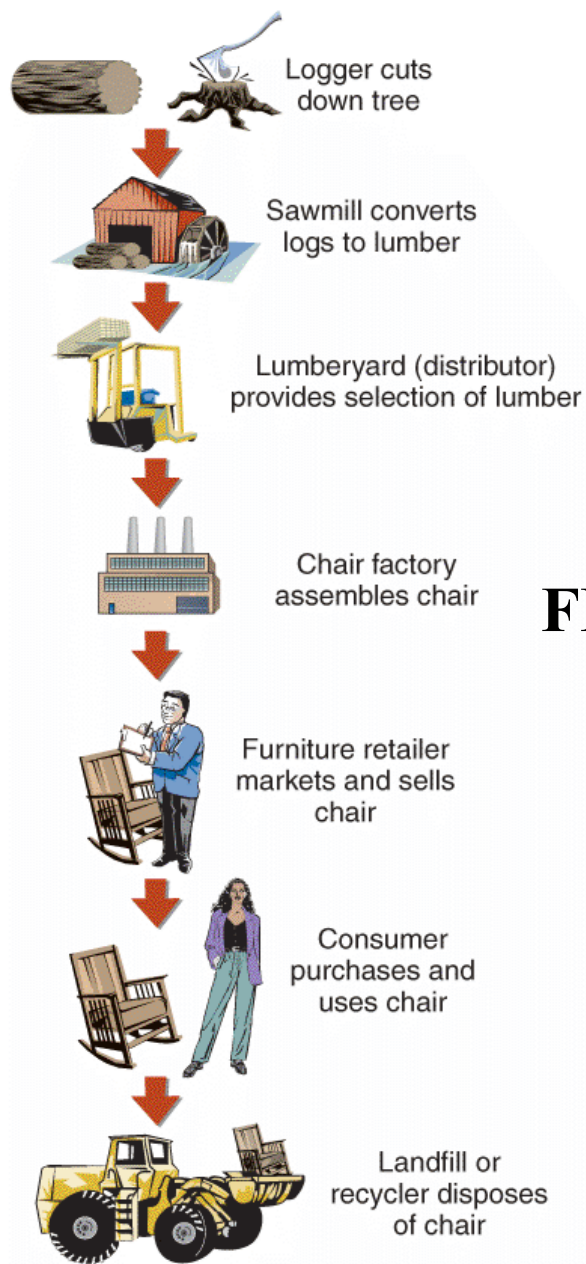 Logger cuts
down tree
Sawmill converts
logs to lumber
Lumberyard (distributor)
provides selection of lumber
Chair factory
assembles chair
Furniture retailer
markets and sells
chair
Consumer
purchases and
uses chair
Landfill or
recycler disposes
of chair